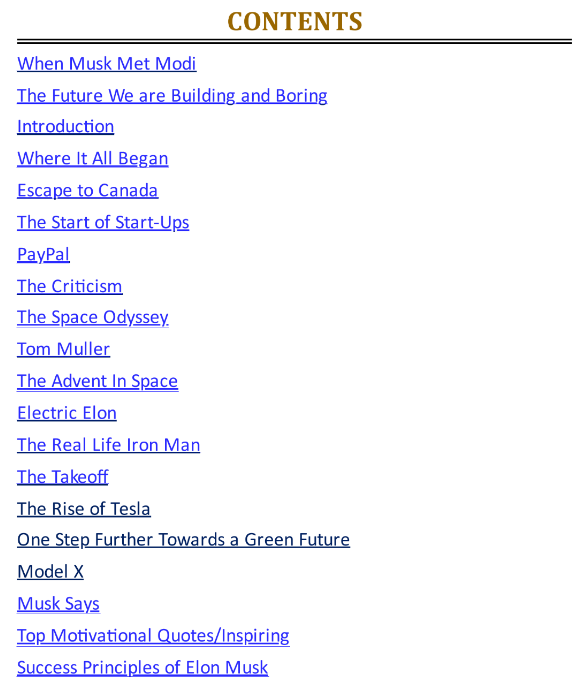 CONTENTS
When Musk Met Modi
The Future We are Building and Boring
Introduction
Where It All Began
Escape to Canada
The Start of Start-Ups
PayPal
The Criticism
The Space Odyssey
Tom Muller
The Advent In Space
Electric Elon
The Real Life Iron Man
The Takeoff
The Rise of Tesla
One Step Further Towards a Green Future
Model X
Musk Says
Top Motivational Quotes/Inspiring
Success Principles of Elon Musk